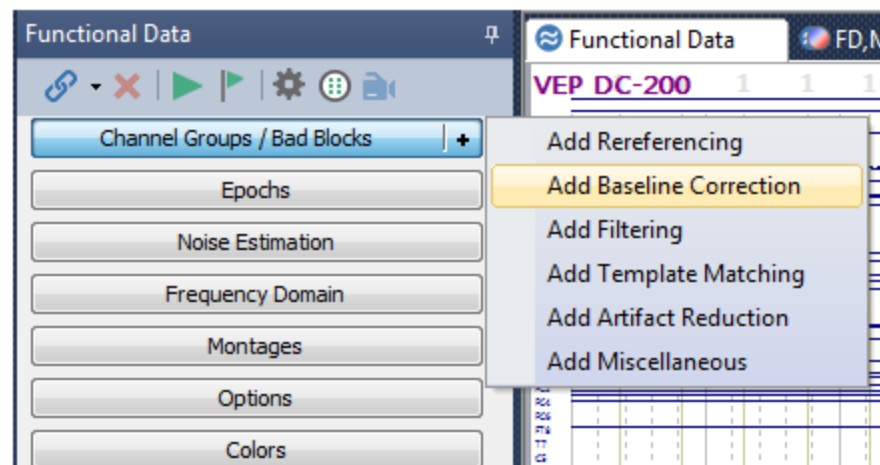 Functional Data
Functional Data
FD,N
VEP DC-200 1 1 1
Channel Groups / Bad Blocks +
Add Rereferencing
Add Baseline Correction
Epochs
Add Filtering
Noise Estimation
Add Template Matching
Frequency Domain
Add Artifact Reduction
Montages
Add Miscellaneous
Options
Colors